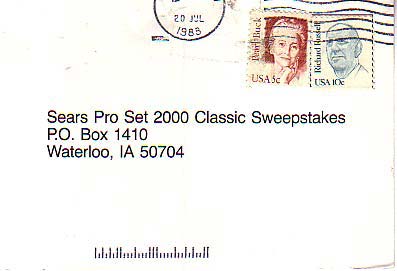 20 JUL
1988
Pearl Buck
USA 5c
Richard Russell
USA 10c
Sears Pro Set 2000 Classic Sweepstakes
P.O. Box 1410
Waterloo, IA 50704